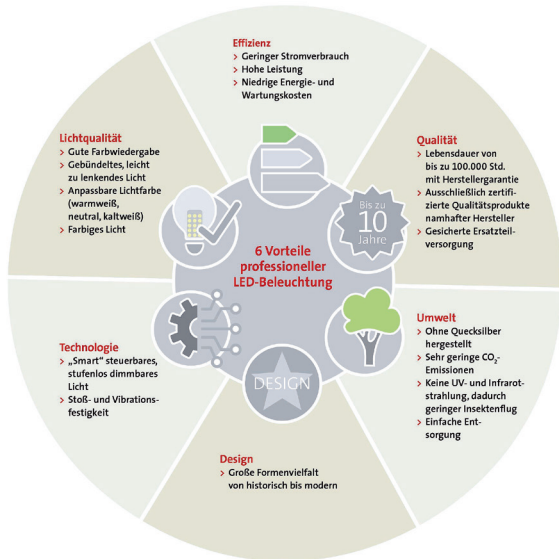 Effizienz
> Geringer Stromverbrauch
> Hohe Leistung
> Niedrige Energie- und
Wartungskosten
Lichtqualität
> Gute Farbwiedergabe
> Gebündeltes, leicht
zu lenkendes Licht
> Anpassbare Lichtfarbe
(warmweiß,
neutral, kaltweiß)
> Farbiges Licht
Qualität
> Lebensdauer von
bis zu 100.000 Std.
mit Herstellergarantie
> Ausschließlich zertifi-
zierte Qualitätsprodukte
namhafter Hersteller
> Gesicherte Ersatzteil-
versorgung
Bis zu
10
Jahre
6 Vorteile
professioneller
LED-Beleuchtung
Technologie
> „Smart“ steuerbares,
stufenlos dimmbares
Licht
> Stoß- und Vibrations-
festigkeit
Umwelt
> Ohne Quecksilber
hergestellt
> Sehr geringe CO₂-
Emissionen
> Keine UV- und Infrarot-
strahlung, dadurch
geringer Insektenflug
> Einfache Ent-
sorgung
DESIGN
Design
> Große Formenvielfalt
von historisch bis modern